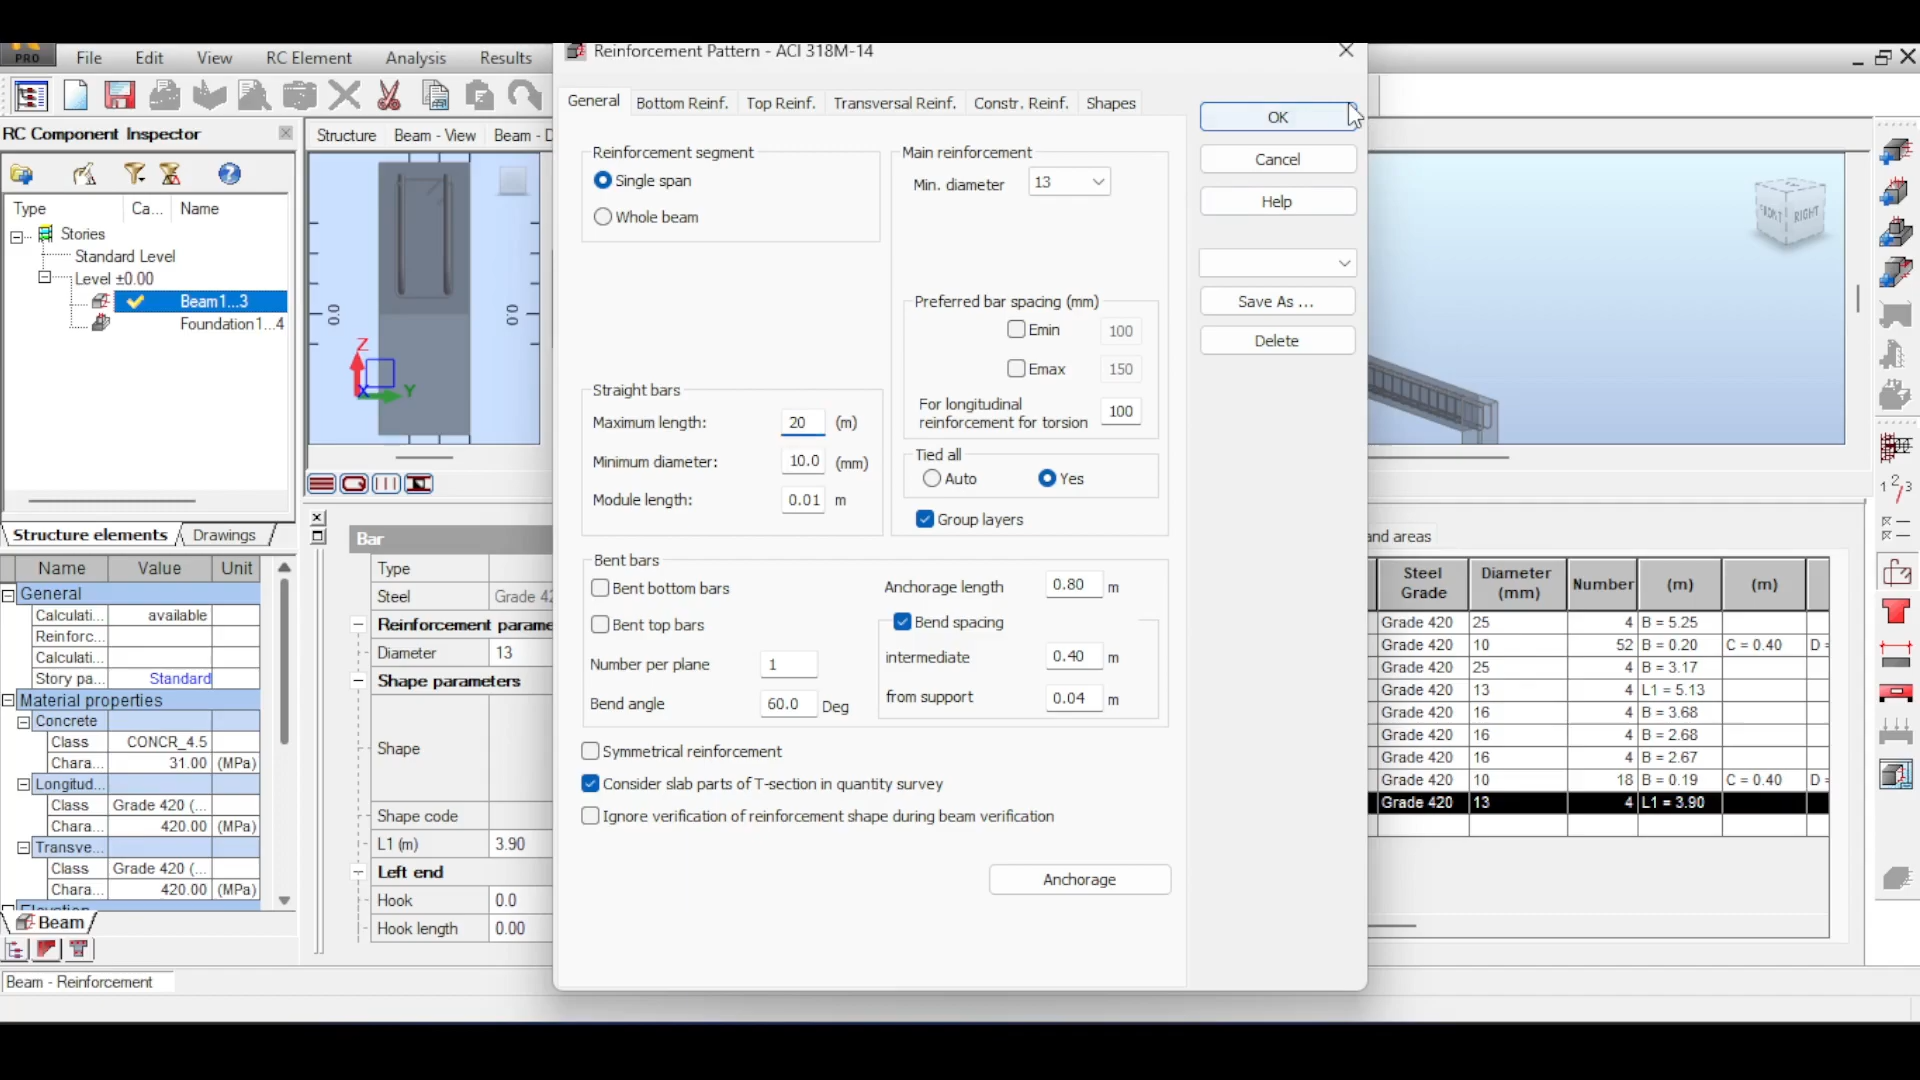 PRO File Edit View RC Element Analysis Results
Reinforcement Pattern - ACI 318M-14
RC Component Inspector
Structure Beam - View Beam - D
Type Ca... Name
Stories
Standard Level
Level ±0.00
Beam1...3
Foundation1...4
Structure elements Drawings
Name Value Unit
General
Calculati... available
Reinforc...
Calculati...
Story pa... Standard
Material properties
Concrete
Class CONCR_4.5
Chara... 31.00 (MPa)
Longitud...
Class Grade 420 (...
Chara... 420.00 (MPa)
Transve...
Class Grade 420 (...
Chara... 420.00 (MPa)
Beam
Beam - Reinforcement
0.0 0.0
Z
X Y
Bar
Type
Steel Grade 42
Reinforcement parame
Diameter 13
Shape parameters
Shape
Shape code
L1 (m) 3.90
Left end
Hook 0.0
Hook length 0.00
General Bottom Reinf. Top Reinf. Transversal Reinf. Constr. Reinf. Shapes
Reinforcement segment
Single span
Whole beam
Straight bars
Maximum length: 20 (m)
Minimum diameter: 10.0 (mm)
Module length: 0.01 m
Main reinforcement
Min. diameter 13
Preferred bar spacing (mm)
Emin 100
Emax 150
For longitudinal
reinforcement for torsion 100
Tied all
Auto Yes
Group layers
Bent bars
Bent bottom bars
Bent top bars
Number per plane 1
Bend angle 60.0 Deg
Anchorage length 0.80 m
Bend spacing
intermediate 0.40 m
from support 0.04 m
Symmetrical reinforcement
Consider slab parts of T-section in quantity survey
Ignore verification of reinforcement shape during beam verification
Anchorage
OK
Cancel
Help
Save As ...
Delete
FRONT RIGHT
and areas
Steel Grade Diameter (mm) Number (m) (m)
Grade 420 25 4 B = 5.25
Grade 420 10 52 B = 0.20 C = 0.40 D =
Grade 420 25 4 B = 3.17
Grade 420 13 4 L1 = 5.13
Grade 420 16 4 B = 3.68
Grade 420 16 4 B = 2.68
Grade 420 16 4 B = 2.67
Grade 420 10 18 B = 0.19 C = 0.40 D =
Grade 420 13 4 L1 = 3.90